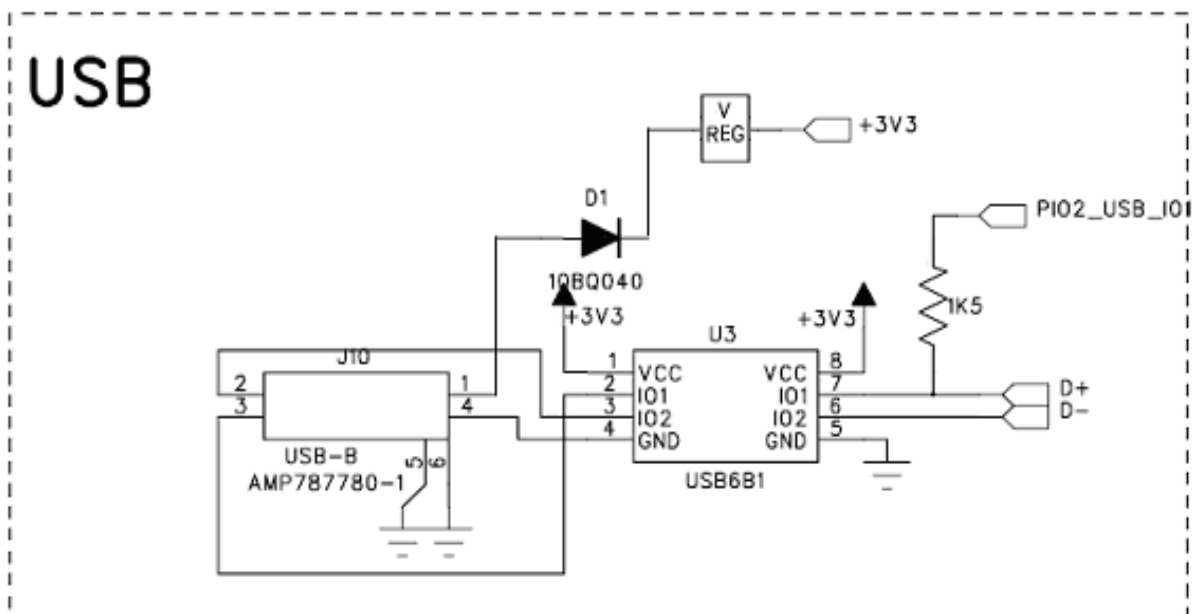 USB
V
REG
+3V3
D1
PIO2_USB_IO1
10BQ040
1K5
+3V3
+3V3
U3
J10
1 VCC VCC 8
2 1 2 IO1 IO1 7 D+
3 4 3 IO2 IO2 6 D-
4 GND GND 5
USB-B 5 6
AMP787780-1
USB6B1